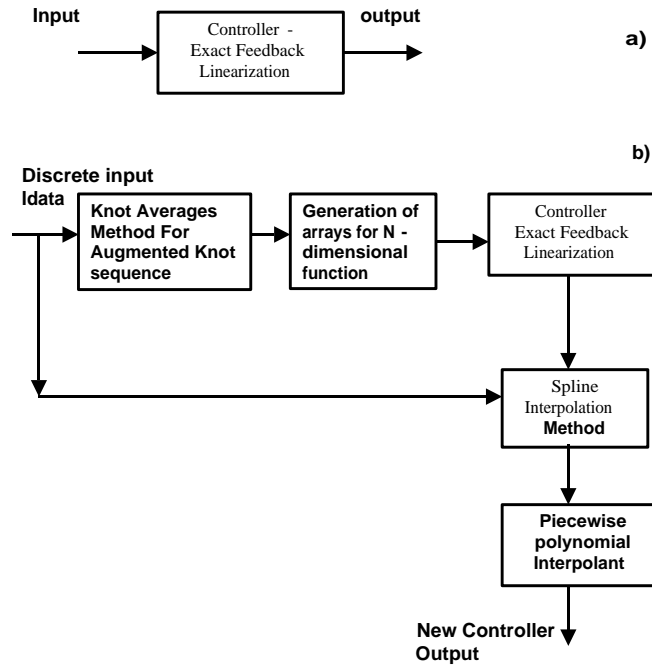 Input
output
Controller -
Exact Feedback
Linearization
a)
b)
Discrete input
Idata
Knot Averages
Method For
Augmented Knot
sequence
Generation of
arrays for N -
dimensional
function
Controller
Exact Feedback
Linearization
Spline
Interpolation
Method
Piecewise
polynomial
Interpolant
New Controller
Output